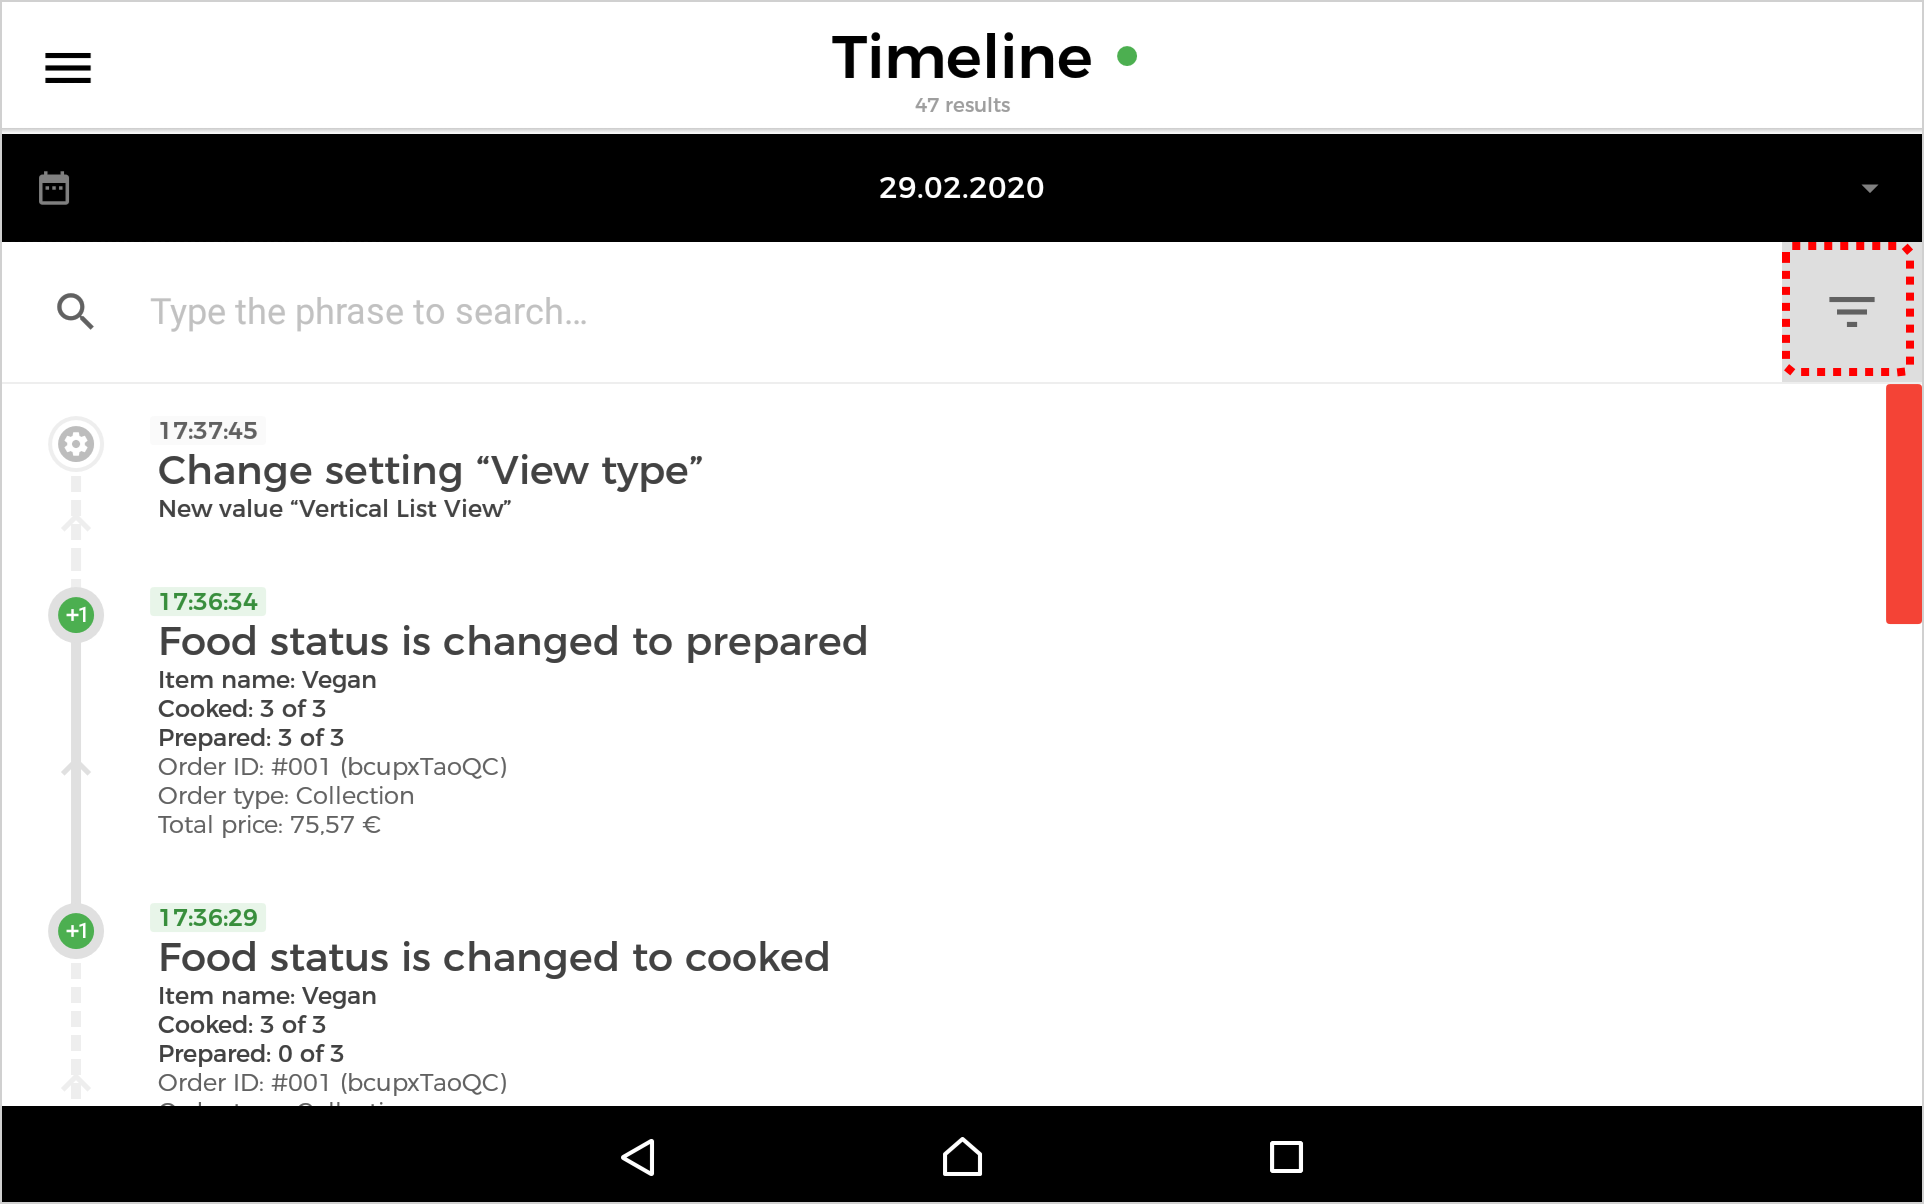 Timeline
47 results
29.02.2020
Type the phrase to search...
17:37:45
Change setting “View type”
New value “Vertical List View”
+1
17:36:34
Food status is changed to prepared
Item name: Vegan
Cooked: 3 of 3
Prepared: 3 of 3
Order ID: #001 (bcupxTaoQC)
Order type: Collection
Total price: 75,57 €
+1
17:36:29
Food status is changed to cooked
Item name: Vegan
Cooked: 3 of 3
Prepared: 0 of 3
Order ID: #001 (bcupxTaoQC)